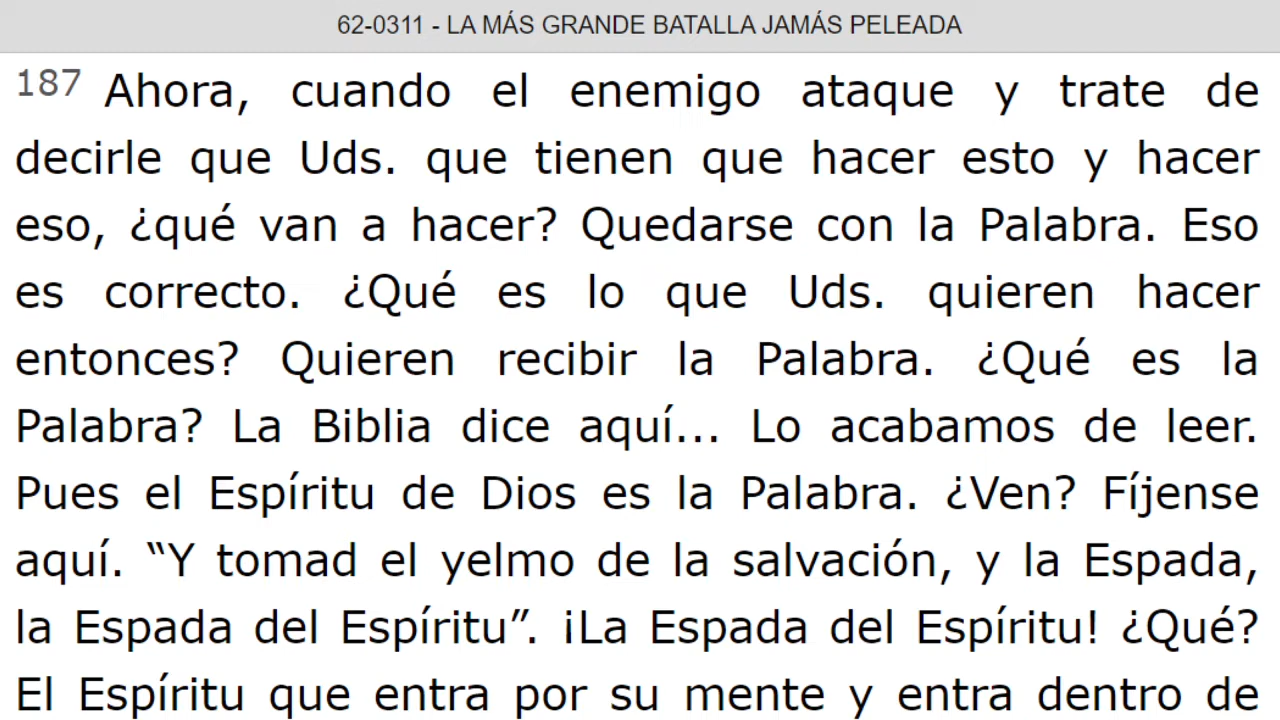 62-0311 - LA MÁS GRANDE BATALLA JAMÁS PELEADA
187 Ahora, cuando el enemigo ataque y trate de
decirle que Uds. que tienen que hacer esto y hacer
eso, ¿qué van a hacer? Quedarse con la Palabra. Eso
es correcto. ¿Qué es lo que Uds. quieren hacer
entonces? Quieren recibir la Palabra. ¿Qué es la
Palabra? La Biblia dice aquí... Lo acabamos de leer.
Pues el Espíritu de Dios es la Palabra. ¿Ven? Fíjense
aquí. “Y tomad el yelmo de la salvación, y la Espada,
la Espada del Espíritu”. ¡La Espada del Espíritu! ¿Qué?
El Espíritu que entra por su mente y entra dentro de